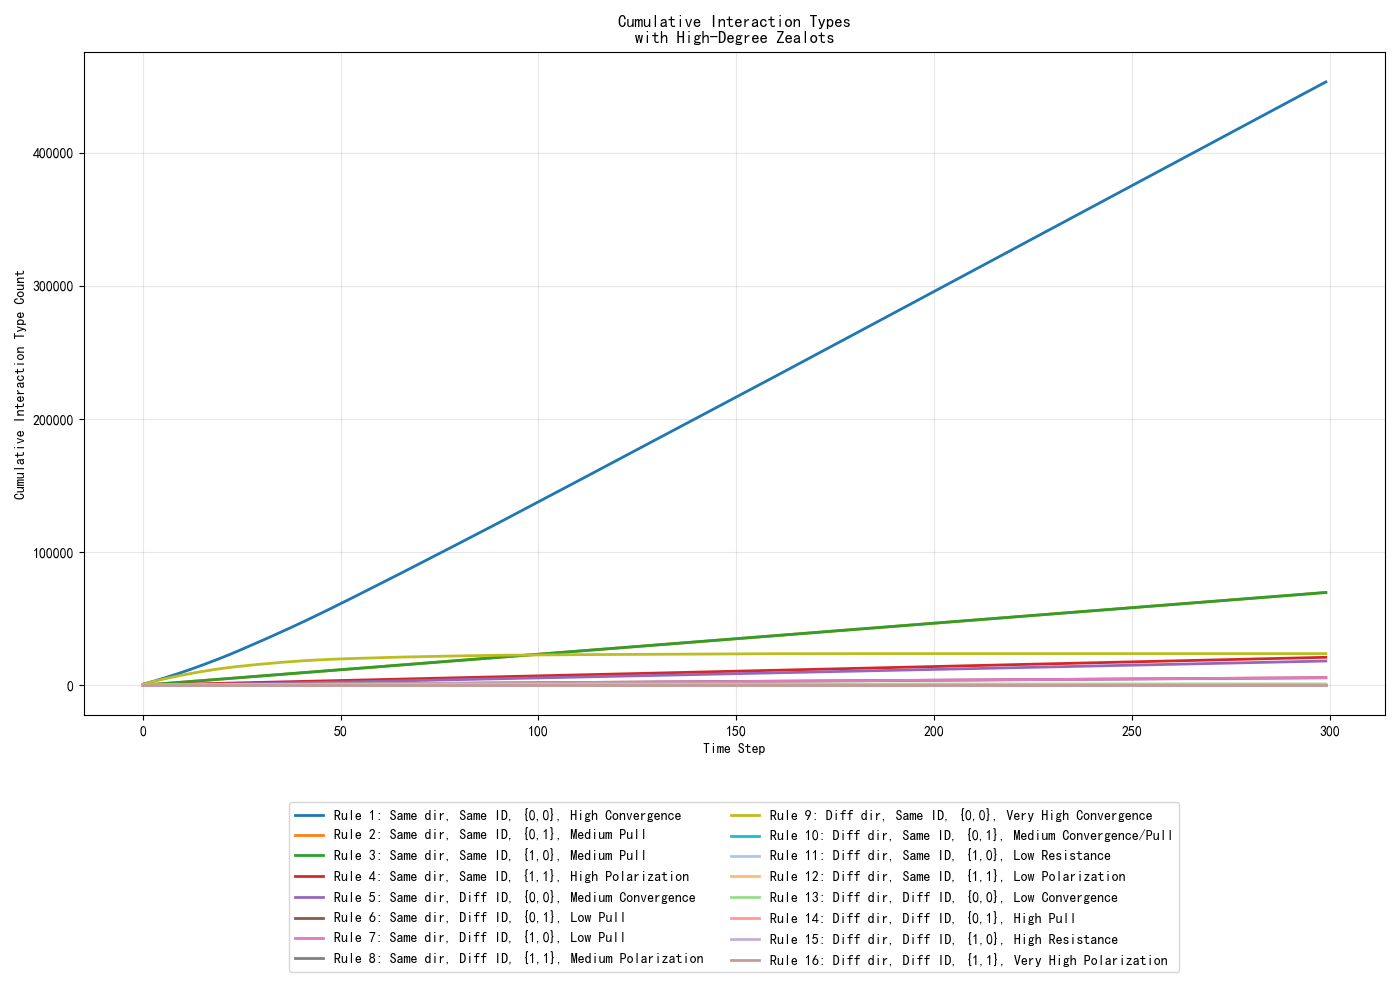 Cumulative Interaction Types
with High-Degree Zealots
Cumulative Interaction Type Count
400000
300000
200000
100000
0
0 50 100 150 200 250 300
Time Step
Rule 1: Same dir, Same ID, {0,0}, High Convergence
Rule 2: Same dir, Same ID, {0,1}, Medium Pull
Rule 3: Same dir, Same ID, {1,0}, Medium Pull
Rule 4: Same dir, Same ID, {1,1}, High Polarization
Rule 5: Same dir, Diff ID, {0,0}, Medium Convergence
Rule 6: Same dir, Diff ID, {0,1}, Low Pull
Rule 7: Same dir, Diff ID, {1,0}, Low Pull
Rule 8: Same dir, Diff ID, {1,1}, Medium Polarization
Rule 9: Diff dir, Same ID, {0,0}, Very High Convergence
Rule 10: Diff dir, Same ID, {0,1}, Medium Convergence/Pull
Rule 11: Diff dir, Same ID, {1,0}, Low Resistance
Rule 12: Diff dir, Same ID, {1,1}, Low Polarization
Rule 13: Diff dir, Diff ID, {0,0}, Low Convergence
Rule 14: Diff dir, Diff ID, {0,1}, High Pull
Rule 15: Diff dir, Diff ID, {1,0}, High Resistance
Rule 16: Diff dir, Diff ID, {1,1}, Very High Polarization